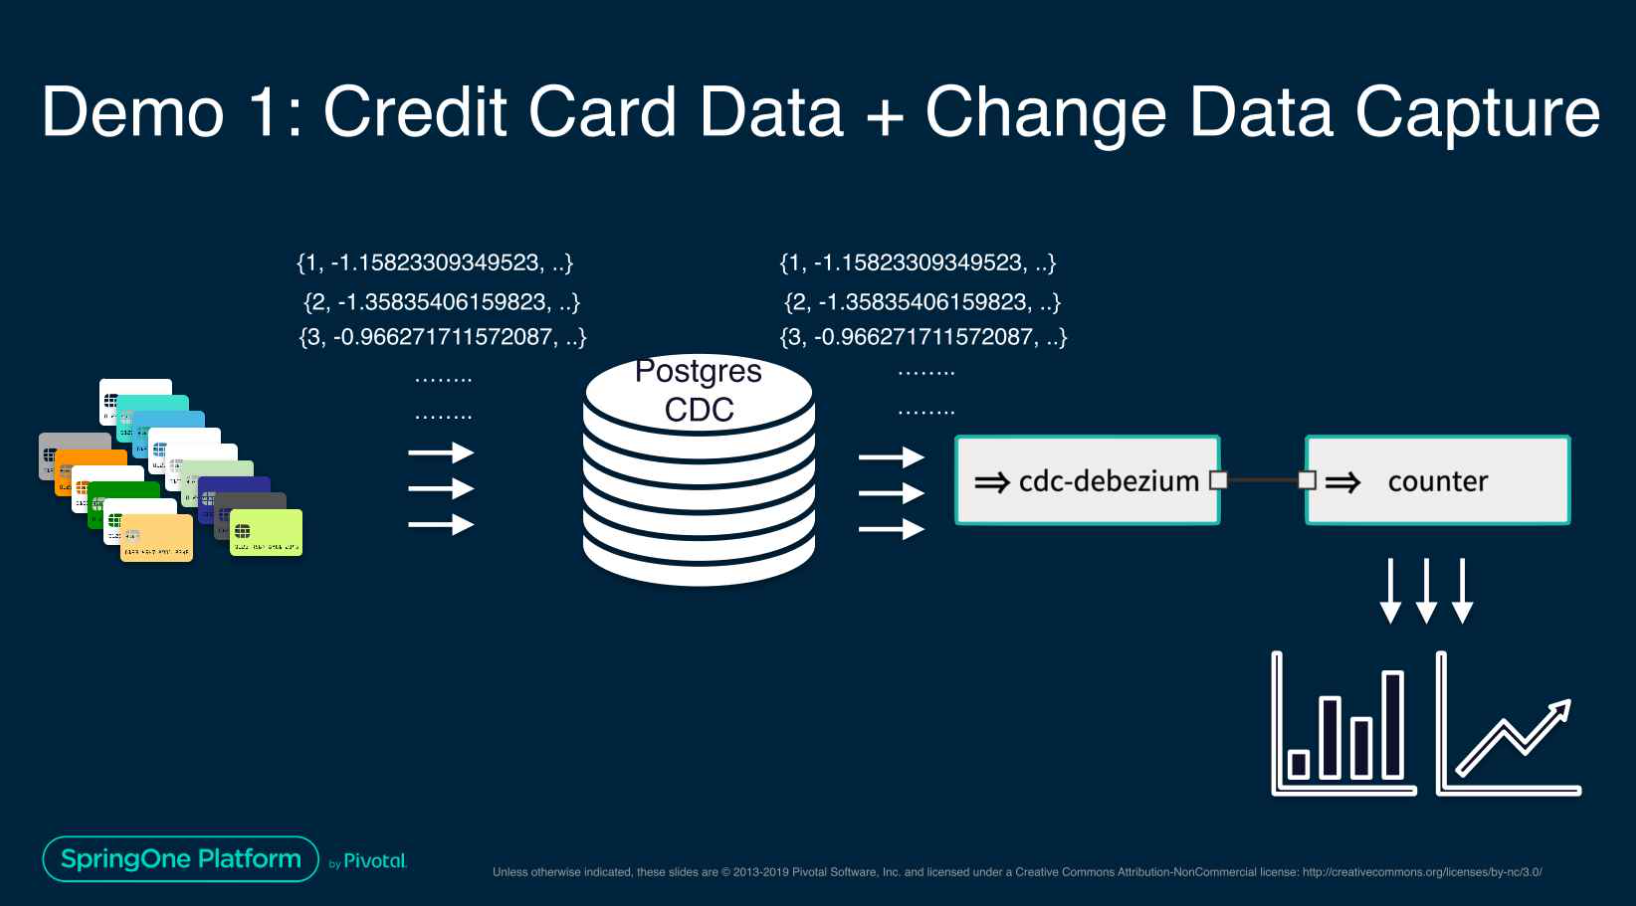 Demo 1: Credit Card Data + Change Data Capture
{1, -1.15823309349523, ..}
{2, -1.35835406159823, ..}
{3, -0.966271711572087, ..}
........
........
{1, -1.15823309349523, ..}
{2, -1.35835406159823, ..}
{3, -0.966271711572087, ..}
........
........
Postgres
CDC
⇒ cdc-debezium
⇒ counter
SpringOne Platform
by Pivotal.
Unless otherwise indicated, these slides are © 2013-2019 Pivotal Software, Inc. and licensed under a Creative Commons Attribution-NonCommercial license: http://creativecommons.org/licenses/by-nc/3.0/